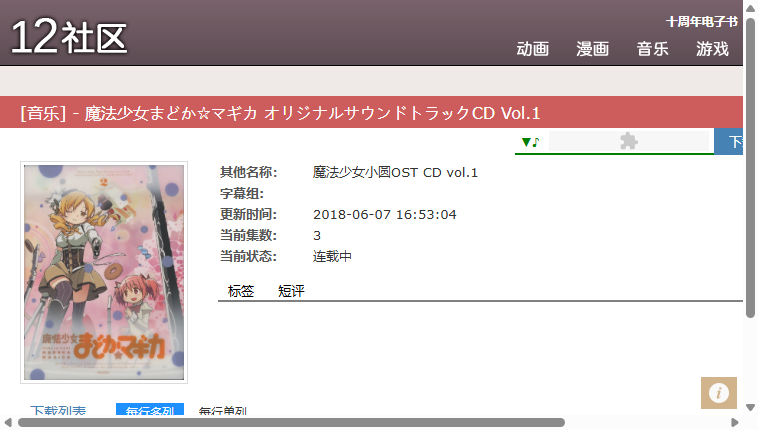 12社区
十周年电子书
动画 漫画 音乐 游戏
[音乐] - 魔法少女まどか☆マギカ オリジナルサウンドトラックCD Vol.1
▼♪
下
其他名称: 魔法少女小圆OST CD vol.1
字幕组:
更新时间: 2018-06-07 16:53:04
当前集数: 3
当前状态: 连载中
标签 短评
2
魔法少女
まどか☆マギカ
下载列表 每行多列 每行单列